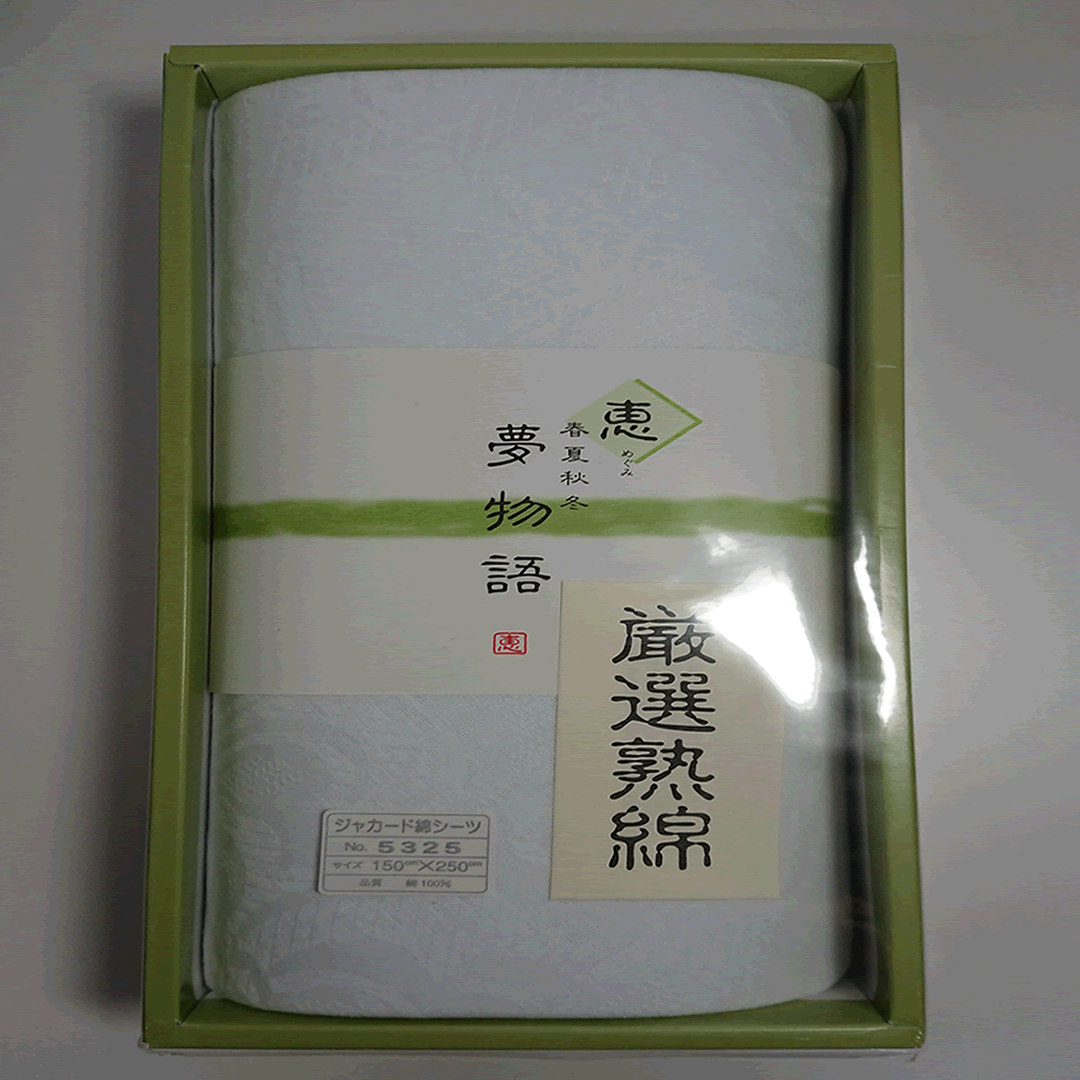 恵
めぐみ
春夏秋冬
夢物語
恵
厳選熟綿
ジャカード綿シーツ
No. 5325
サイズ 150cm×250cm
品質 綿100%